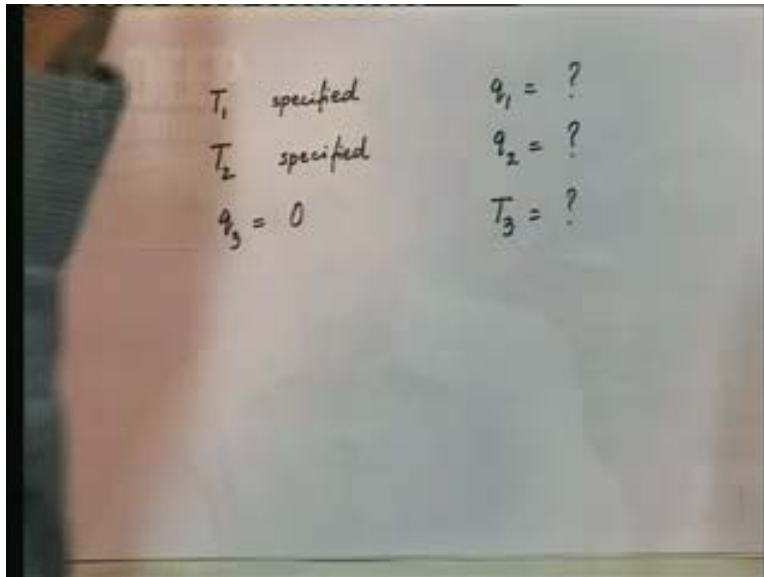 T₁ specified q₁ = ?
T₂ specified q₂ = ?
q₃ = 0 T₃ = ?